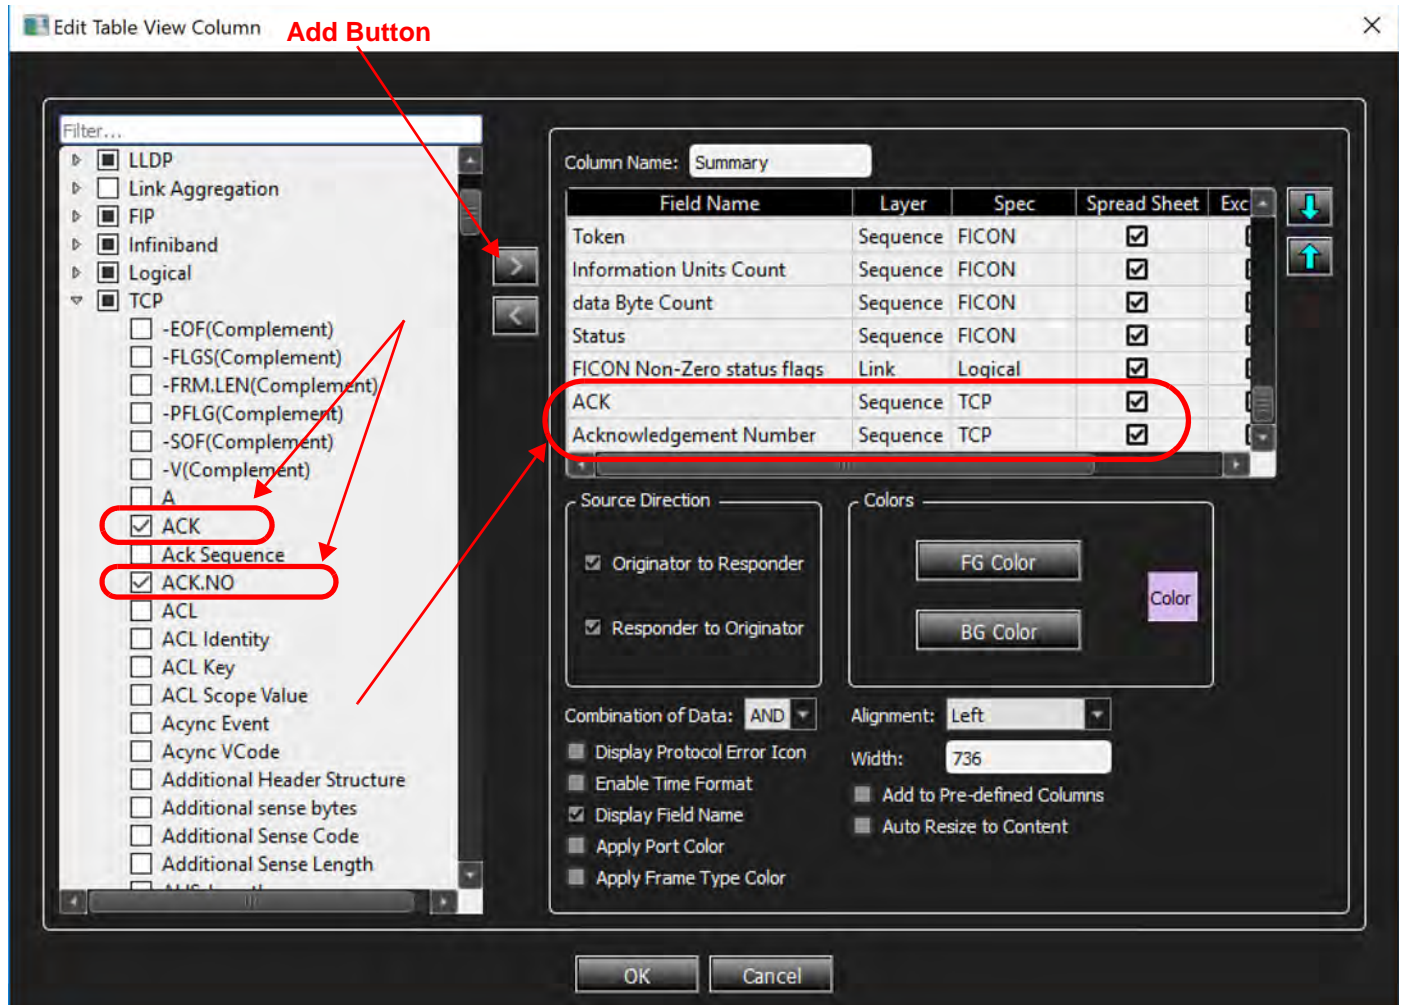 Edit Table View Column
Add Button
Filter...
LLDP
Link Aggregation
FIP
Infiniband
Logical
TCP
-EOF(Complement)
-FLGS(Complement)
-FRM.LEN(Complement)
-PFLG(Complement)
-SOF(Complement)
-V(Complement)
A
ACK
Ack Sequence
ACK.NO
ACL
ACL Identity
ACL Key
ACL Scope Value
Acync Event
Acync VCode
Additional Header Structure
Additional sense bytes
Additional Sense Code
Additional Sense Length
>
<
Column Name: Summary
Field Name Layer Spec Spread Sheet Exc
Token Sequence FICON
Information Units Count Sequence FICON
data Byte Count Sequence FICON
Status Sequence FICON
FICON Non-Zero status flags Link Logical
ACK Sequence TCP
Acknowledgement Number Sequence TCP
Source Direction
Originator to Responder
Responder to Originator
Colors
FG Color
BG Color
Color
Combination of Data: AND
Display Protocol Error Icon
Enable Time Format
Display Field Name
Apply Port Color
Apply Frame Type Color
Alignment: Left
Width: 736
Add to Pre-defined Columns
Auto Resize to Content
OK Cancel